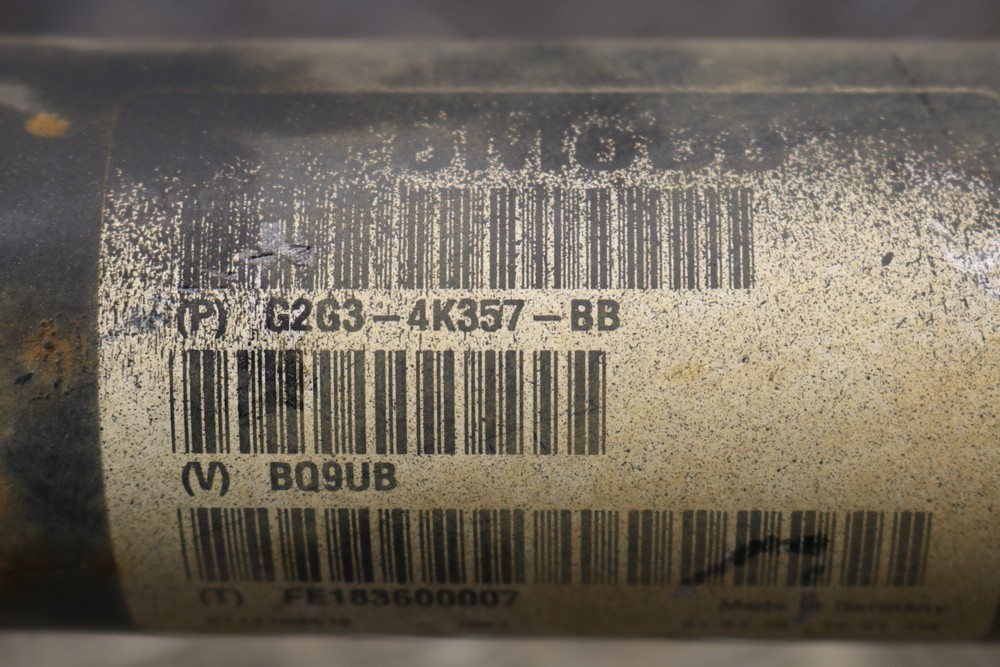 (P) G2G3-4K357-BB
(V) BQ9UB
(T) FE183600007
Made in Germany